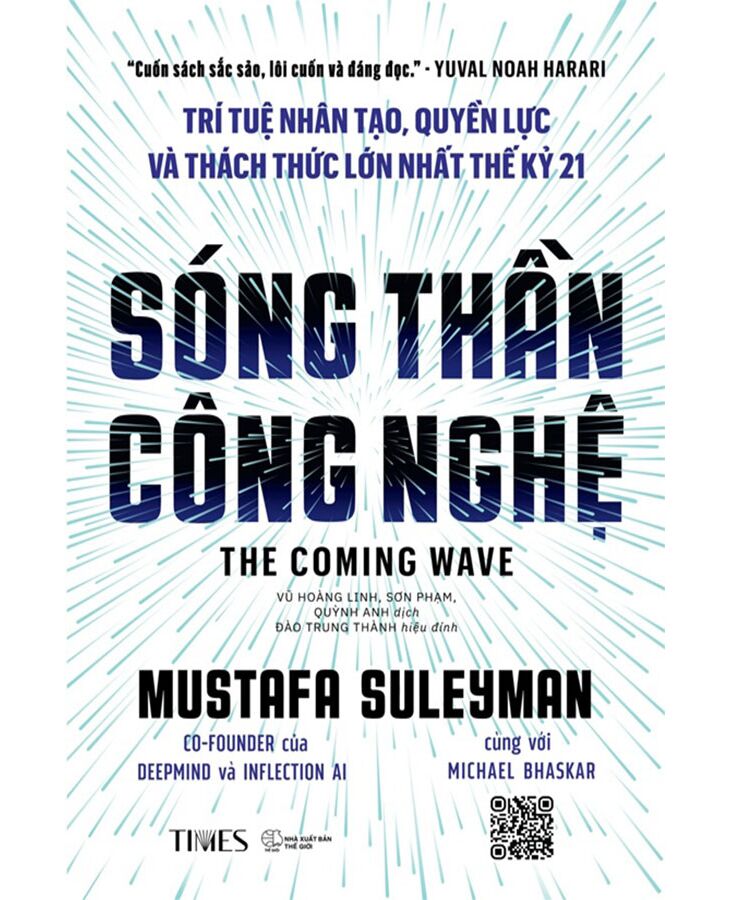 “Cuốn sách sắc sảo, lôi cuốn và đáng đọc.” - YUVAL NOAH HARARI
TRÍ TUỆ NHÂN TẠO, QUYỀN LỰC
VÀ THÁCH THỨC LỚN NHẤT THẾ KỶ 21
SÓNG THẦN
CÔNG NGHỆ
THE COMING WAVE
VŨ HOÀNG LINH, SƠN PHẠM,
QUỲNH ANH dịch
ĐÀO TRUNG THÀNH hiệu đính
MUSTAFA SULEYMAN
CO-FOUNDER của
DEEPMIND và INFLECTION AI
cùng với
MICHAEL BHASKAR
TIMES
THẾ GIỚI
NHÀ XUẤT BẢN
THẾ GIỚI